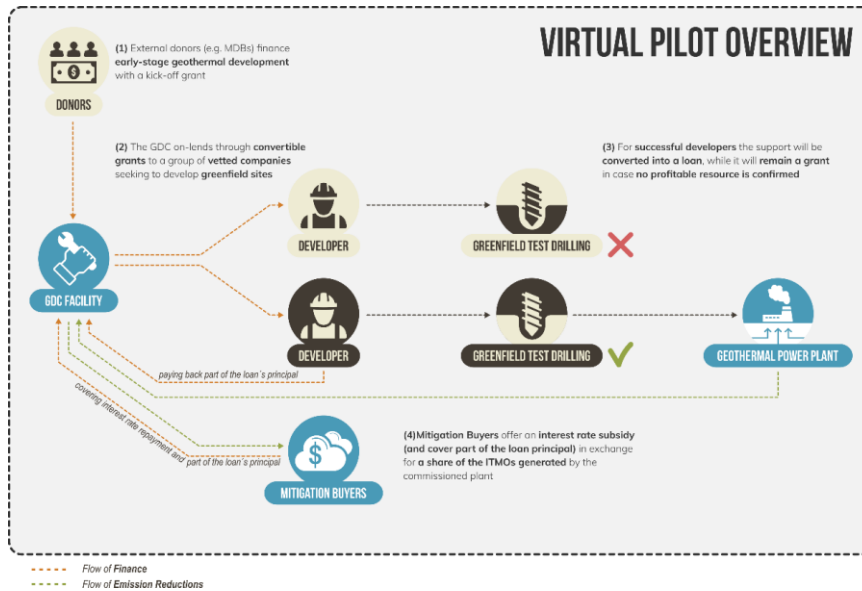 VIRTUAL PILOT OVERVIEW
(1) External donors (e.g. MDBs) finance
early-stage geothermal development
with a kick-off grant
DONORS
(2) The GDC on-lends through convertible
grants to a group of vetted companies
seeking to develop greenfield sites
(3) For successful developers the support will be
converted into a loan, while it will remain a grant
in case no profitable resource is confirmed
DEVELOPER
GREENFIELD TEST DRILLING
GDC FACILITY
DEVELOPER
GREENFIELD TEST DRILLING
GEOTHERMAL POWER PLANT
paying back part of the loan´s principal
covering interest rate repayment and part of the loan´s principal
(4)Mitigation Buyers offer an interest rate subsidy
(and cover part of the loan principal) in exchange
for a share of the ITMOs generated by the
commissioned plant
$
MITIGATION BUYERS
Flow of Finance
Flow of Emission Reductions